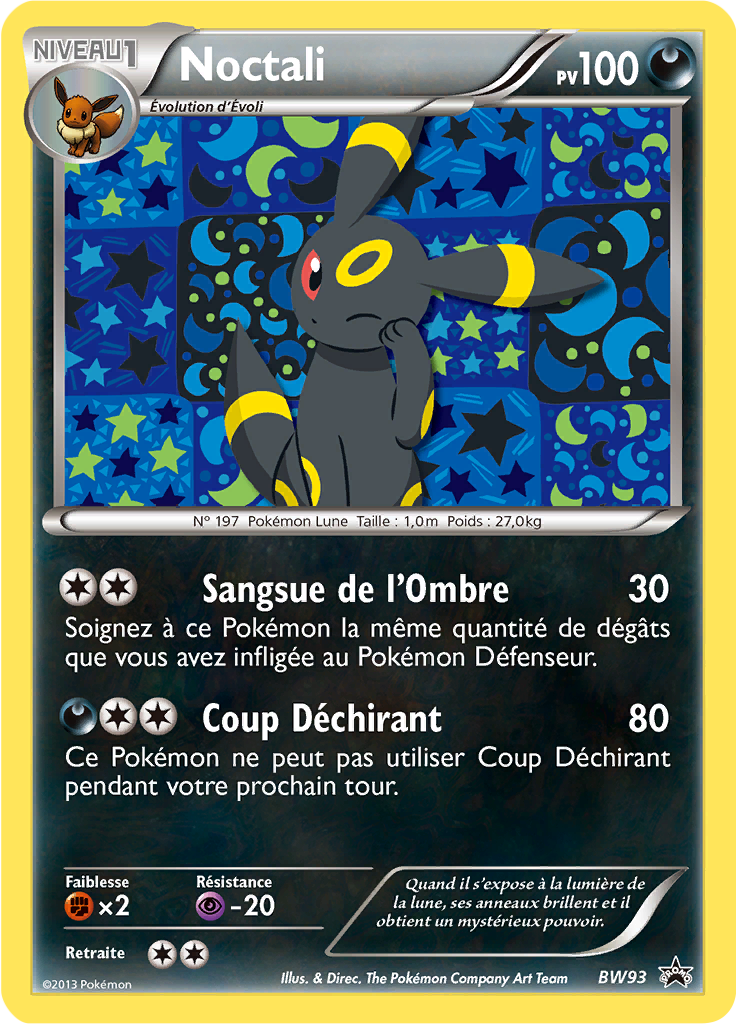 NIVEAU1
Noctali
PV100
Évolution d'Évoli
Nº 197 Pokémon Lune Taille : 1,0m Poids : 27,0kg
Sangsue de l'Ombre 30
Soignez à ce Pokémon la même quantité de dégâts
que vous avez infligée au Pokémon Défenseur.
Coup Déchirant 80
Ce Pokémon ne peut pas utiliser Coup Déchirant
pendant votre prochain tour.
Faiblesse
×2
Résistance
-20
Retraite
Quand il s'expose à la lumière de
la lune, ses anneaux brillent et il
obtient un mystérieux pouvoir.
©2013 Pokémon
Illus. & Direc. The Pokémon Company Art Team
BW93
PROMO